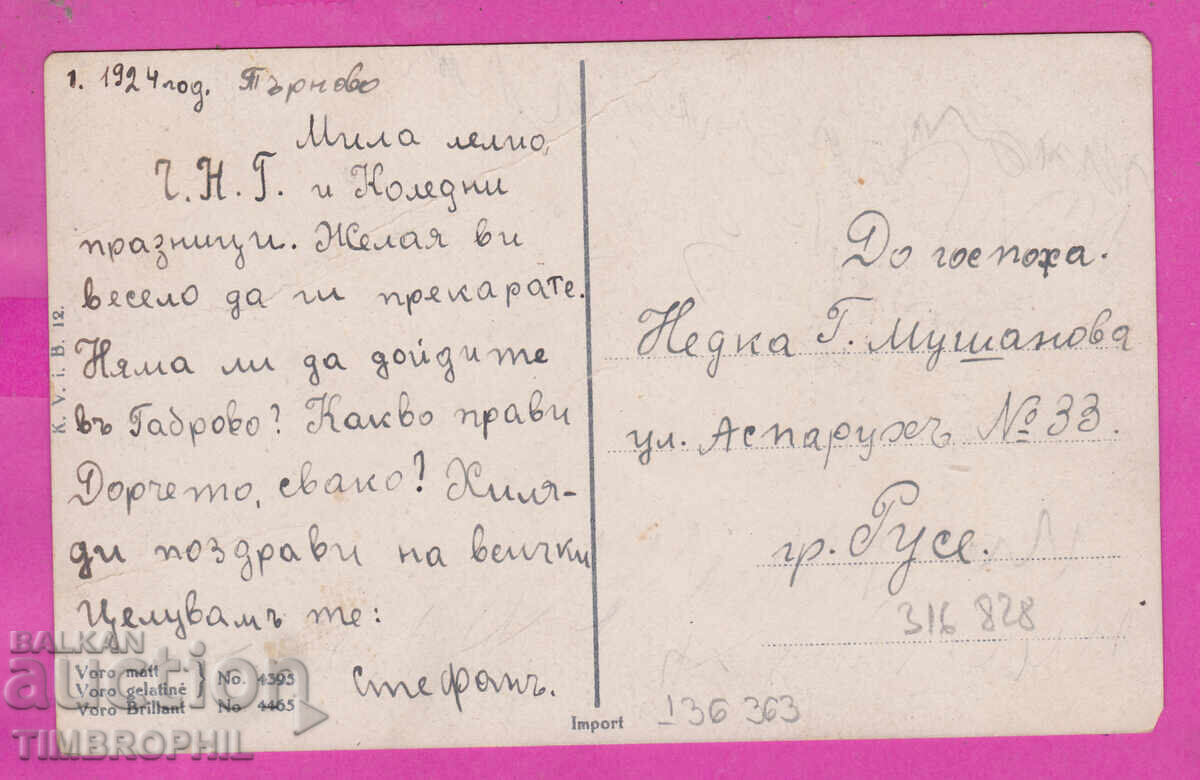 1. 1924 год. Търново
Мила лелио,
Ч. Н. Г. и Коледни
празници. Желая ви
весело да ги прекарате.
Няма ли да дойдите
въ Габрово? Какво прави
Дорчето, свако? Хиля-
ди поздрави на всички
Целувамъ те:
Стефанъ.
K. V. i. B. 12.
Voro matt
Voro gelatiné } No. 4395
Voro Brillant No 4465
Import
До госпожа.
Недка Г. Мушанова
ул. Аспарухъ № 33.
гр. Русе.
316 828
136 363
BALKAN
auction
TIMBROPHIL